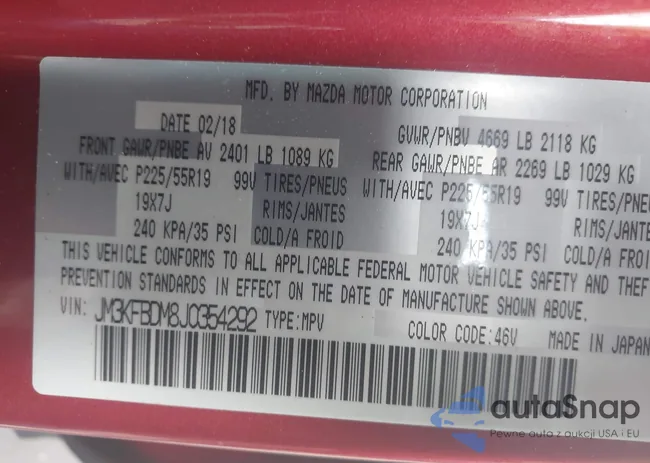 MFD. BY MAZDA MOTOR CORPORATION
DATE 02/18 GVWR/PNBV 4669 LB 2118 KG
FRONT GAWR/PNBE AV 2401 LB 1089 KG REAR GAWR/PNBE AR 2269 LB 1029 KG
WITH/AVEC P225/55R19 99V TIRES/PNEUS WITH/AVEC P225/55R19 99V TIRES/PNEUS
19X7J RIMS/JANTES 19X7J RIMS/JANTES
240 KPA/35 PSI COLD/A FROID 240 KPA/35 PSI COLD/A FROID
THIS VEHICLE CONFORMS TO ALL APPLICABLE FEDERAL MOTOR VEHICLE SAFETY AND THEFT
PREVENTION STANDARDS IN EFFECT ON THE DATE OF MANUFACTURE SHOWN ABOVE.
VIN: JM3KFBDM8J0354292 TYPE:MPV COLOR CODE:46V MADE IN JAPAN
autoSnap
Pewne auta z aukcji USA i EU